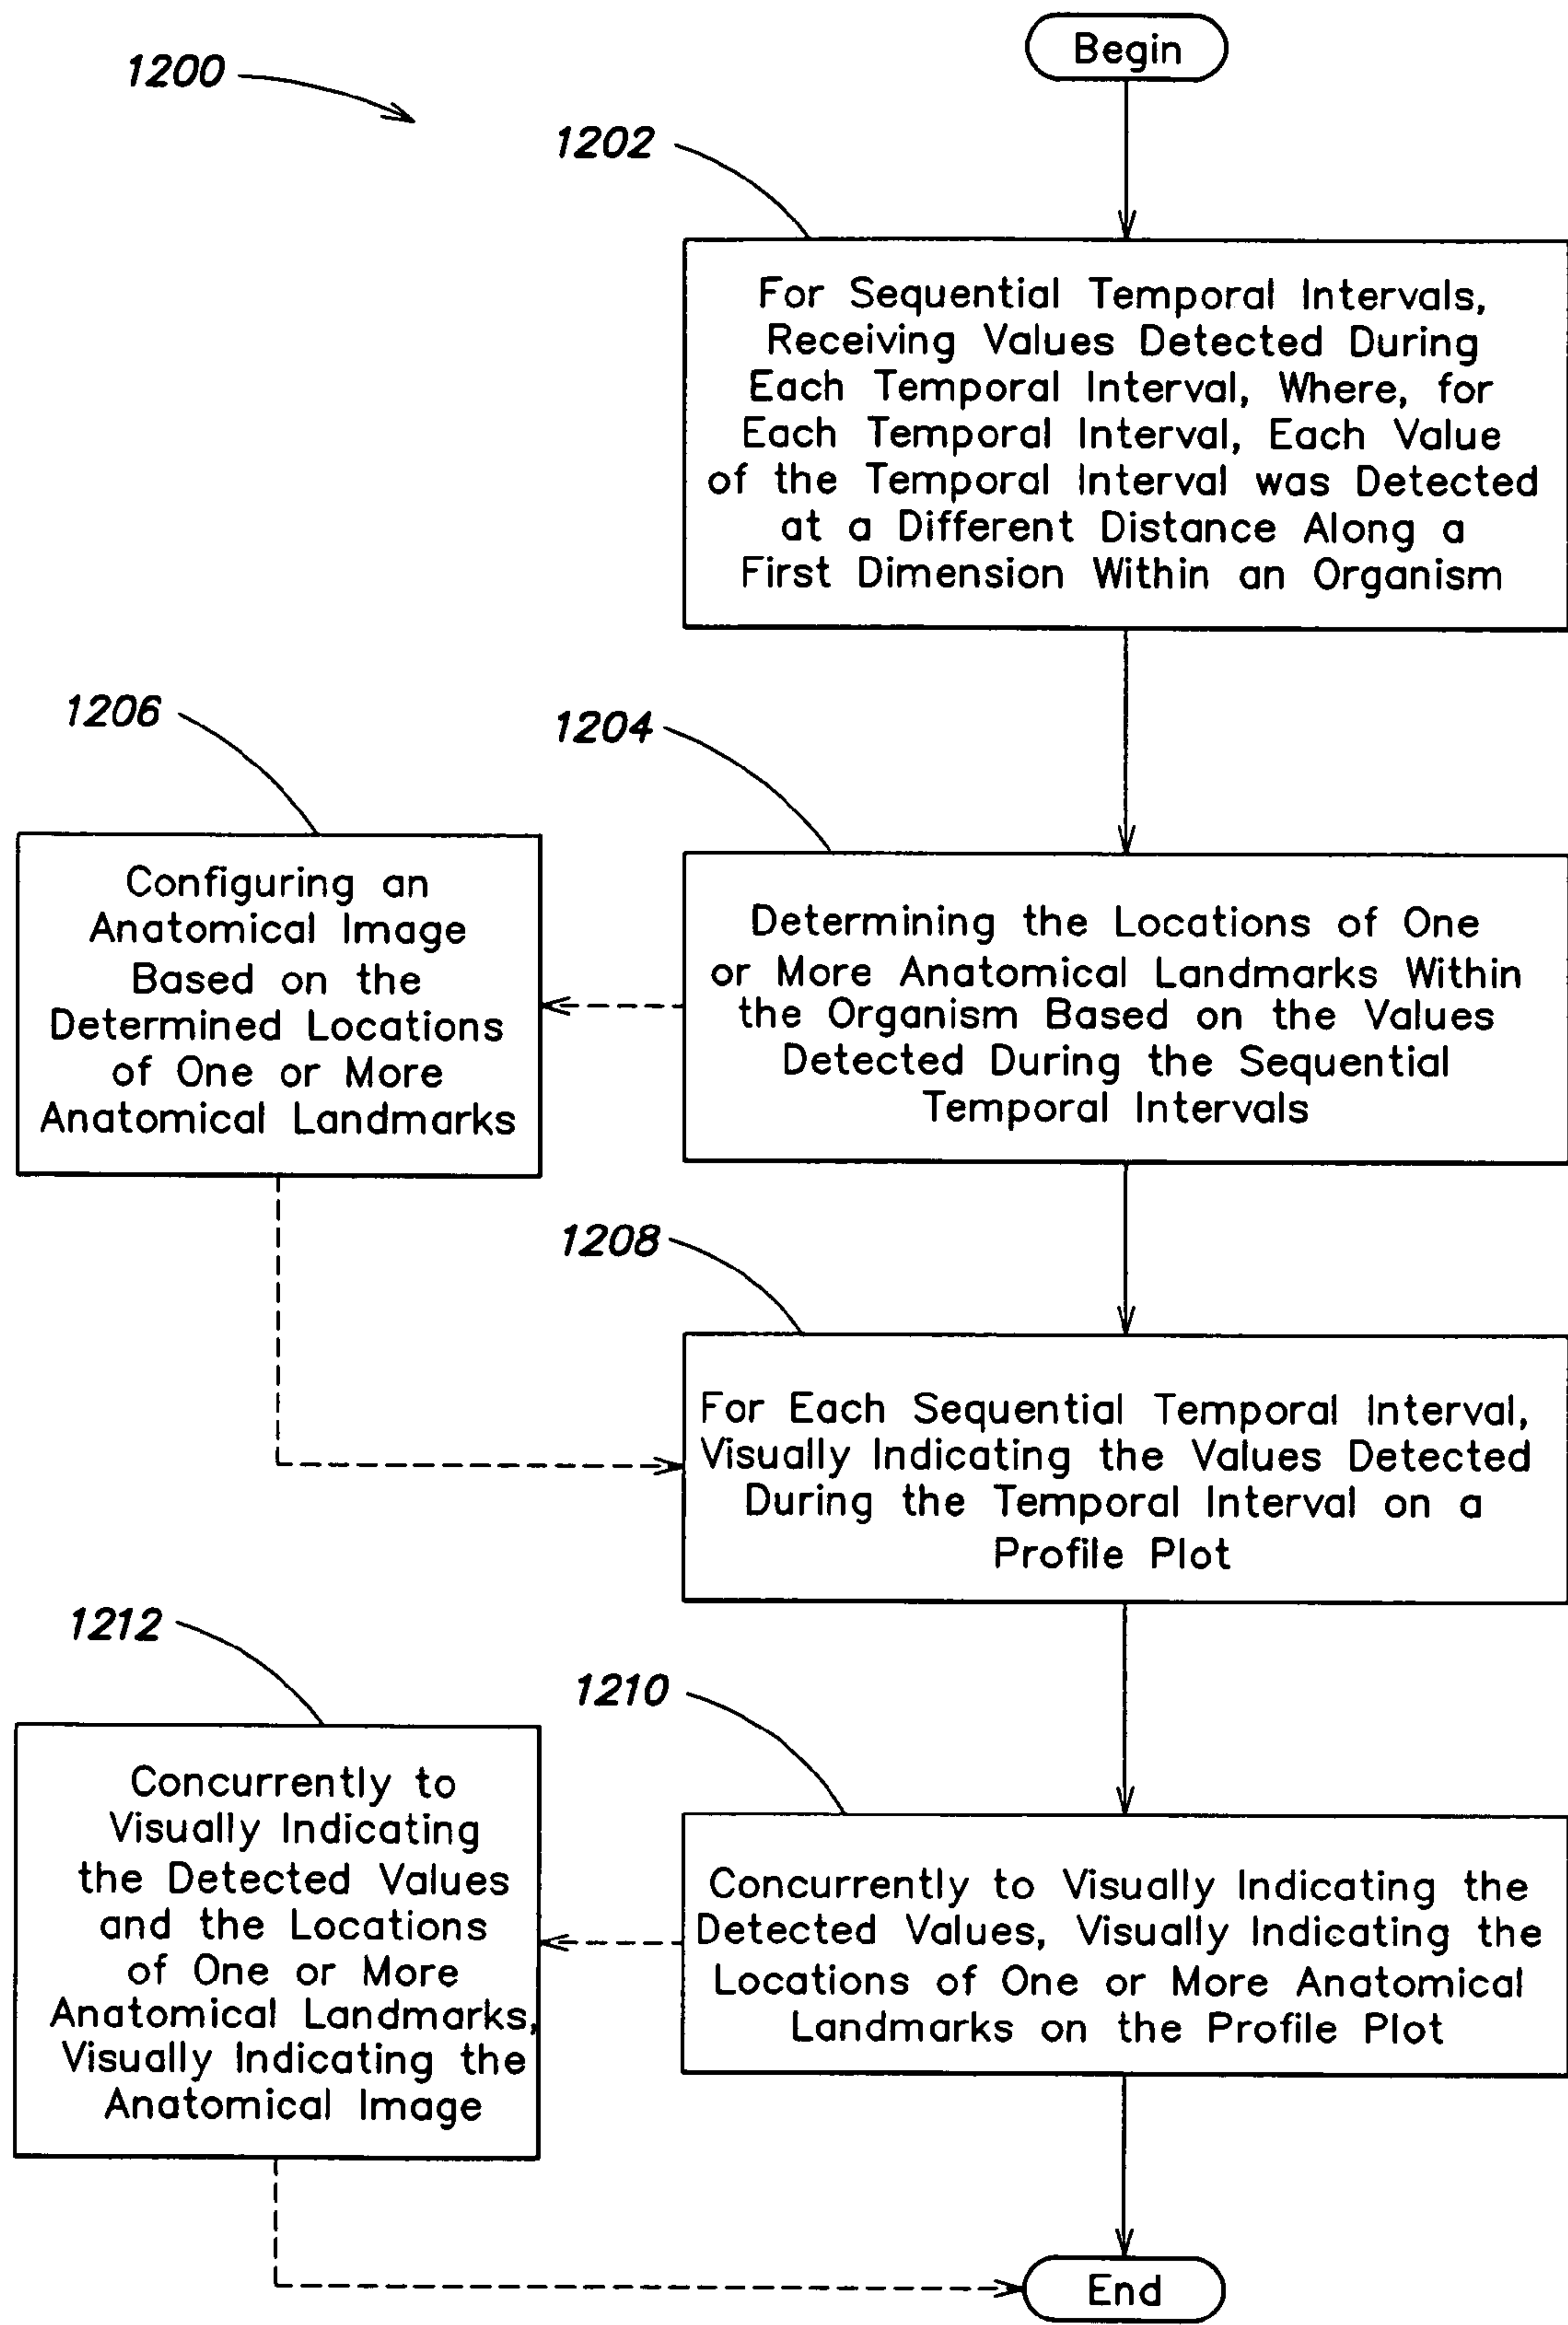 Begin
1200
1202
For Sequential Temporal Intervals,
Receiving Values Detected During
Each Temporal Interval, Where, for
Each Temporal Interval, Each Value
of the Temporal Interval was Detected
at a Different Distance Along a
First Dimension Within an Organism
1206
1204
Configuring an
Anatomical Image
Based on the
Determined Locations
of One or More
Anatomical Landmarks
Determining the Locations of One
or More Anatomical Landmarks Within
the Organism Based on the Values
Detected During the Sequential
Temporal Intervals
1208
For Each Sequential Temporal Interval,
Visually Indicating the Values Detected
During the Temporal Interval on a
Profile Plot
1212
1210
Concurrently to
Visually Indicating
the Detected Values
and the Locations
of One or More
Anatomical Landmarks,
Visually Indicating the
Anatomical Image
Concurrently to Visually Indicating the
Detected Values, Visually Indicating the
Locations of One or More Anatomical
Landmarks on the Profile Plot
End